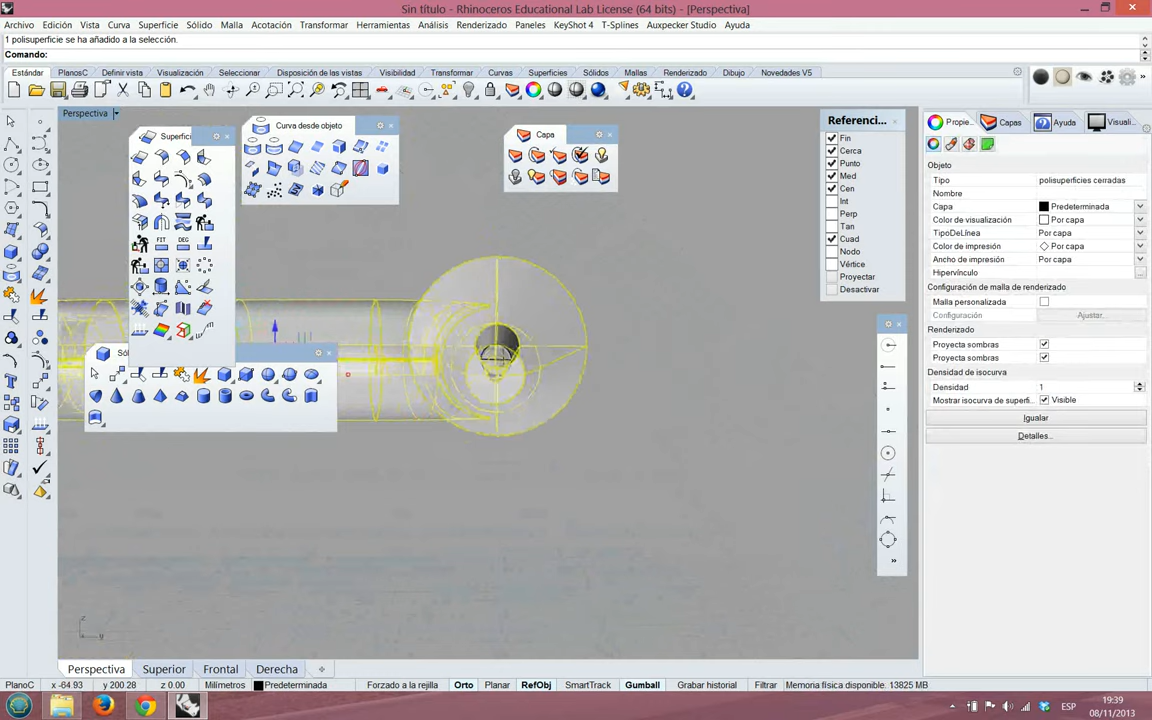 Sin título - Rhinoceros Educational Lab License (64 bits) - [Perspectiva]
Archivo Edición Vista Curva Superficie Sólido Malla Acotación Transformar Herramientas Análisis Renderizado Panelес KeyShot 4 T-Splines Auxpecker Studio Ayuda
1 polisuperficie se ha añadido a la selección.
Comando:
Estándar PlanosC Definir vista Visualización Seleccionar Disposición de las vistas Visibilidad Transformar Curvas Superficies Sólidos Mallas Renderizado Dibujo Novedades V5
Perspectiva
Superfici
Curva desde objeto
Capa
FIT DEG
Sól
Referenci...
Fin
Cerca
Punto
Med
Cen
Int
Perp
Tan
Cuad
Nodo
Vértice
Proyectar
Desactivar
Propie... Capas Ayuda Visuali...
Objeto
Tipo polisuperficies cerradas
Nombre
Capa Predeterminada
Color de visualización Por capa
TipoDeLínea Por capa
Color de impresión Por capa
Ancho de impresión Por capa
Hipervínculo ...
Configuración de malla de renderizado
Malla personalizada
Configuración Ajustar...
Renderizado
Proyecta sombras
Proyecta sombras
Densidad de isocurva
Densidad 1
Mostrar isocurva de superfi... Visible
Igualar
Detalles...
z
y
Perspectiva Superior Frontal Derecha
PlanoC x -64.93 y 200.28 z 0.00 Milímetros Predeterminada Forzado a la rejilla Orto Planar RefObj SmartTrack Gumball Grabar historial Filtrar Memoria física disponible. 13825 MB
ESP
19:39
08/11/2013